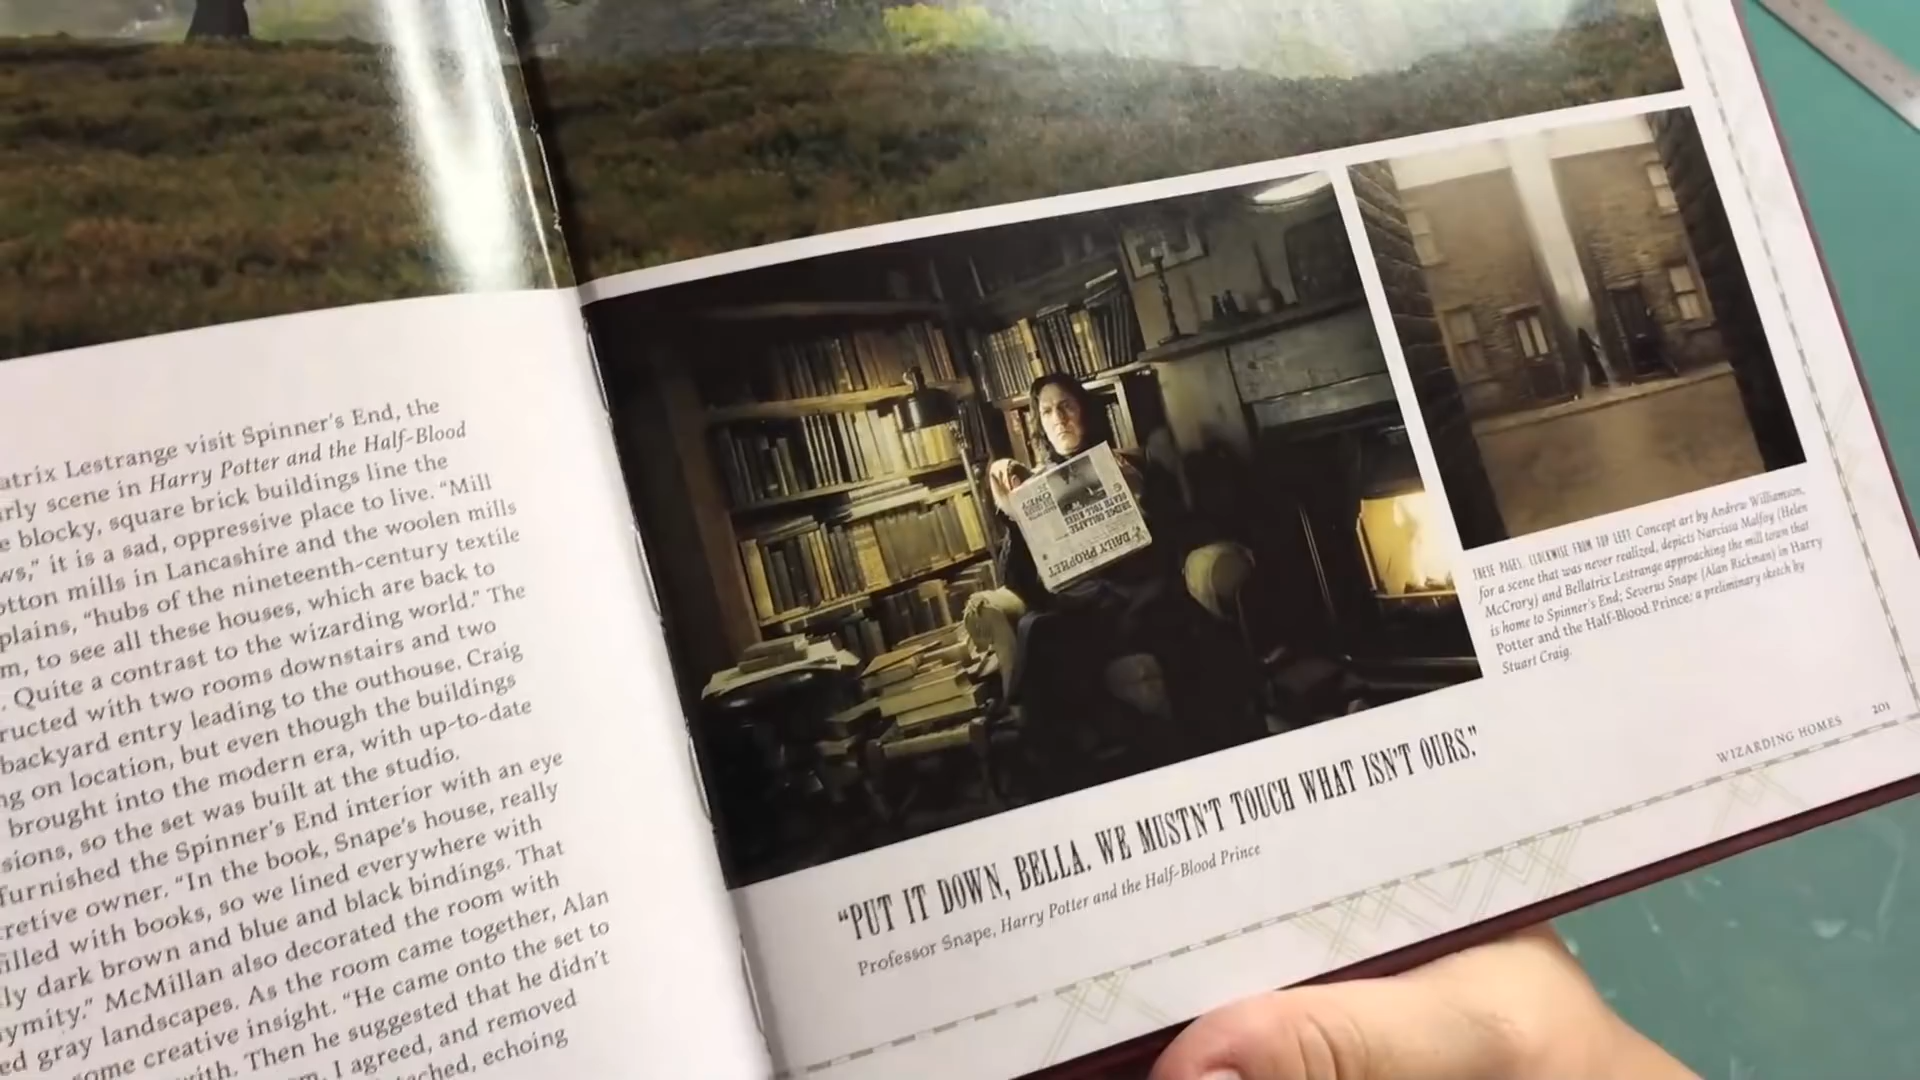 atrix Lestrange visit Spinner's End, the
rly scene in Harry Potter and the Half-Blood
e blocky, square brick buildings line the
ws," it is a sad, oppressive place to live. "Mill
otton mills in Lancashire and the woolen mills
plains, "hubs of the nineteenth-century textile
m, to see all these houses, which are back to
. Quite a contrast to the wizarding world." The
ructed with two rooms downstairs and two
backyard entry leading to the outhouse. Craig
ng on location, but even though the buildings
brought into the modern era, with up-to-date
sions, so the set was built at the studio.
furnished the Spinner's End interior with an eye
cretive owner. "In the book, Snape's house, really
illed with books, so we lined everywhere with
ly dark brown and blue and black bindings. That
ymity." McMillan also decorated the room with
ed gray landscapes. As the room came together, Alan
ome creative insight. "He came onto the set to
with. Then he suggested that he didn't
m. I agreed, and removed
tached, echoing
DAILY PROPHET
BRIDGE COLLAPSE
DEATH TOLL RISES
THESE PAGES, CLOCKWISE FROM TOP LEFT: Concept art by Andrew Williamson,
for a scene that was never realized, depicts Narcissa Malfoy (Helen
McCrory) and Bellatrix Lestrange approaching the mill town that
is home to Spinner's End; Severus Snape (Alan Rickman) in Harry
Potter and the Half-Blood Prince; a preliminary sketch by
Stuart Craig.
"PUT IT DOWN, BELLA. WE MUSTN'T TOUCH WHAT ISN'T OURS."
Professor Snape, Harry Potter and the Half-Blood Prince
WIZARDING HOMES 201